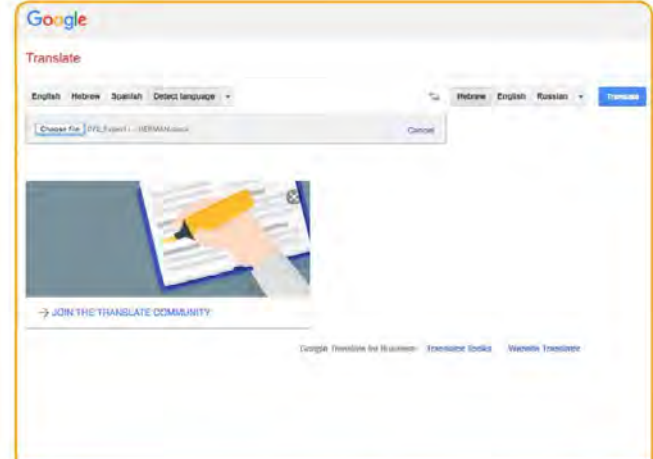 Google
Translate
English Hebrew Spanish Detect language Hebrew English Russian Translate
Choose File Cancel
→ JOIN THE TRANSLATE COMMUNITY
Google Translate for Business: Translator Toolkit Website Translator